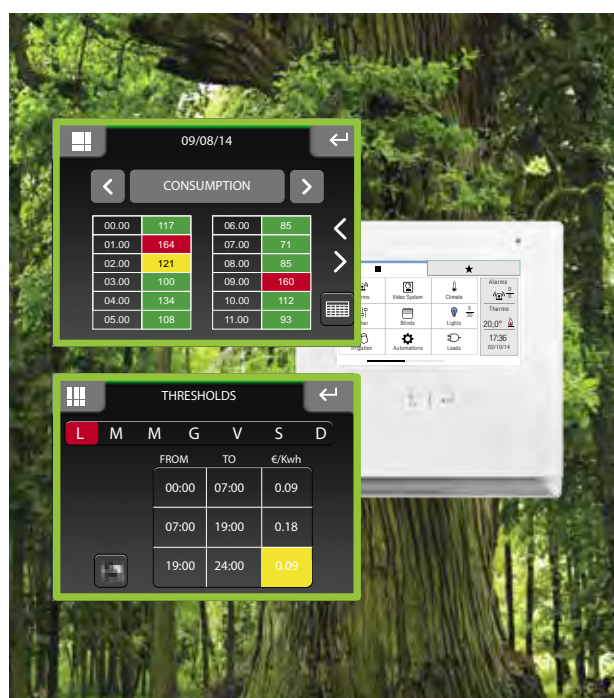 09/08/14
CONSUMPTION
00.00 117 06.00 85
01.00 164 07.00 71
02.00 121 08.00 85
03.00 100 09.00 160
04.00 134 10.00 112
05.00 108 11.00 93
THRESHOLDS
L M M G V S D
FROM TO €/Kwh
00:00 07:00 0.09
07:00 19:00 0.18
19:00 24:00 0.09
Video System Climate
Alarms
0
0
Blinds Lights
5
Thermo
20,0°
Automations Loads
17:36
02/10/14